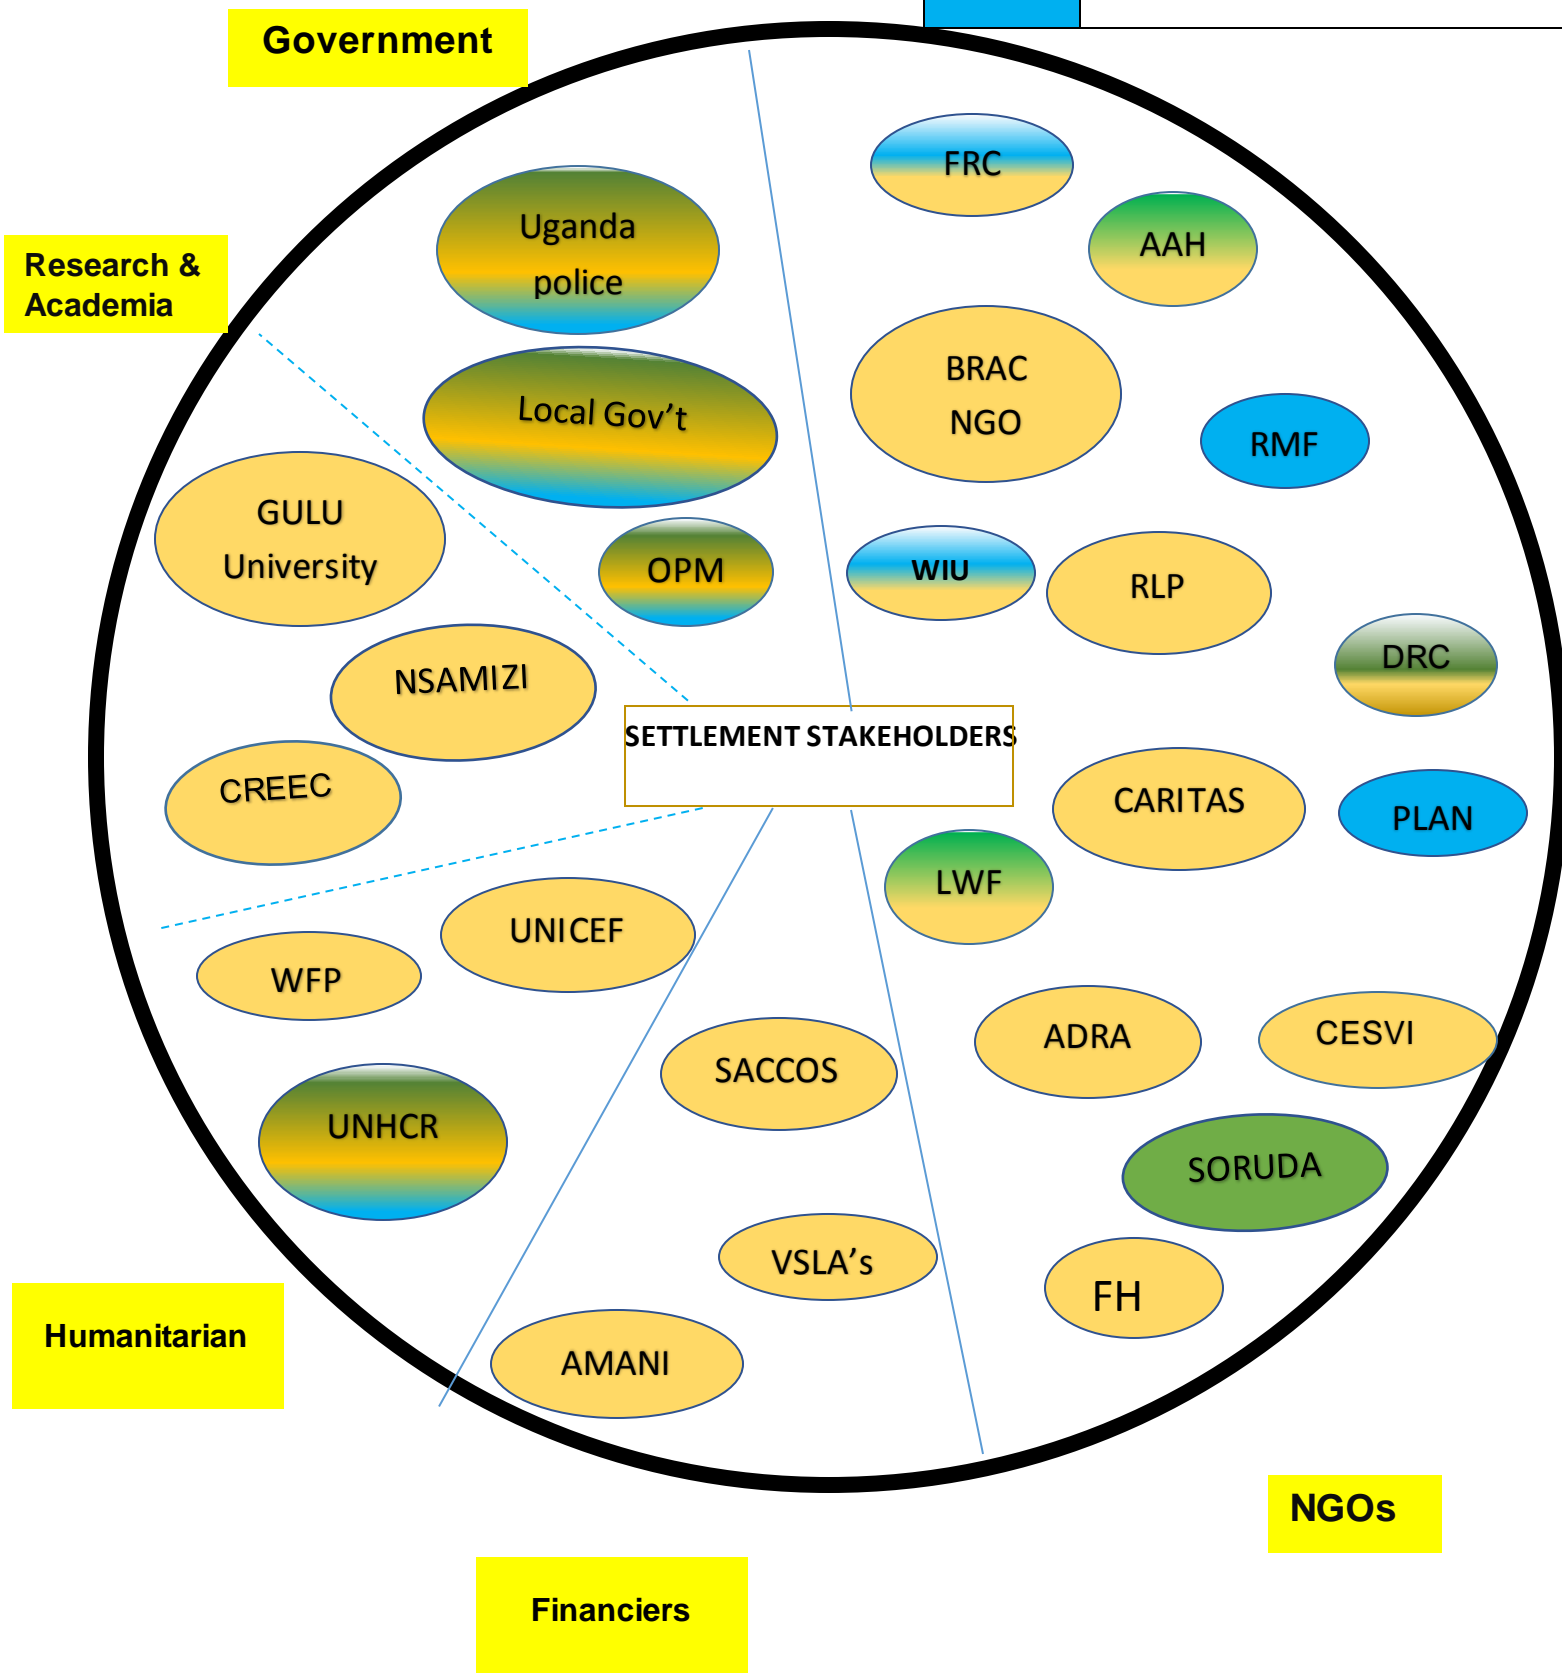 Government
FRC
AAH
Uganda
police
Research &
Academia
BRAC
NGO
Local Gov't
RMF
GULU
University
OPM
WIU
RLP
DRC
NSAMIZI
SETTLEMENT STAKEHOLDERS
CREEC
CARITAS
PLAN
LWF
UNICEF
WFP
ADRA
CESVI
SACCOS
UNHCR
SORUDA
VSLA's
FH
Humanitarian
AMANI
NGOs
Financiers